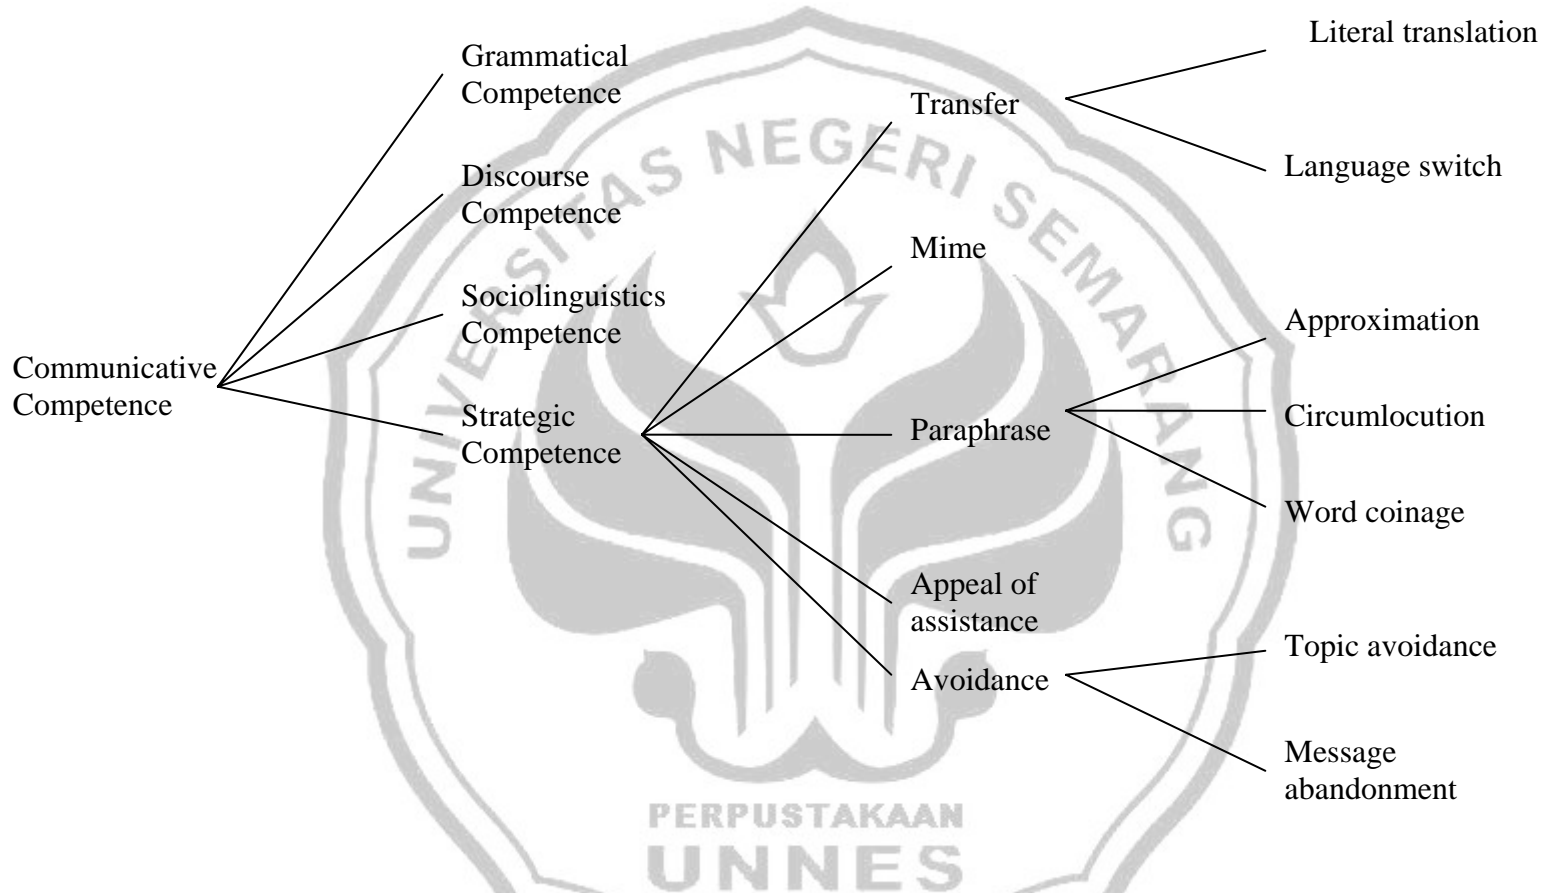 Literal translation
Grammatical
Competence
Transfer
Language switch
Discourse
Competence
Mime
Sociolinguistics
Competence
Approximation
Communicative
Competence
Strategic
Competence
Paraphrase
Circumlocution
Word coinage
Appeal of
assistance
Topic avoidance
Avoidance
Message
abandonment
UNIVERSITAS NEGERI SEMARANG
PERPUSTAKAAN
UNNES